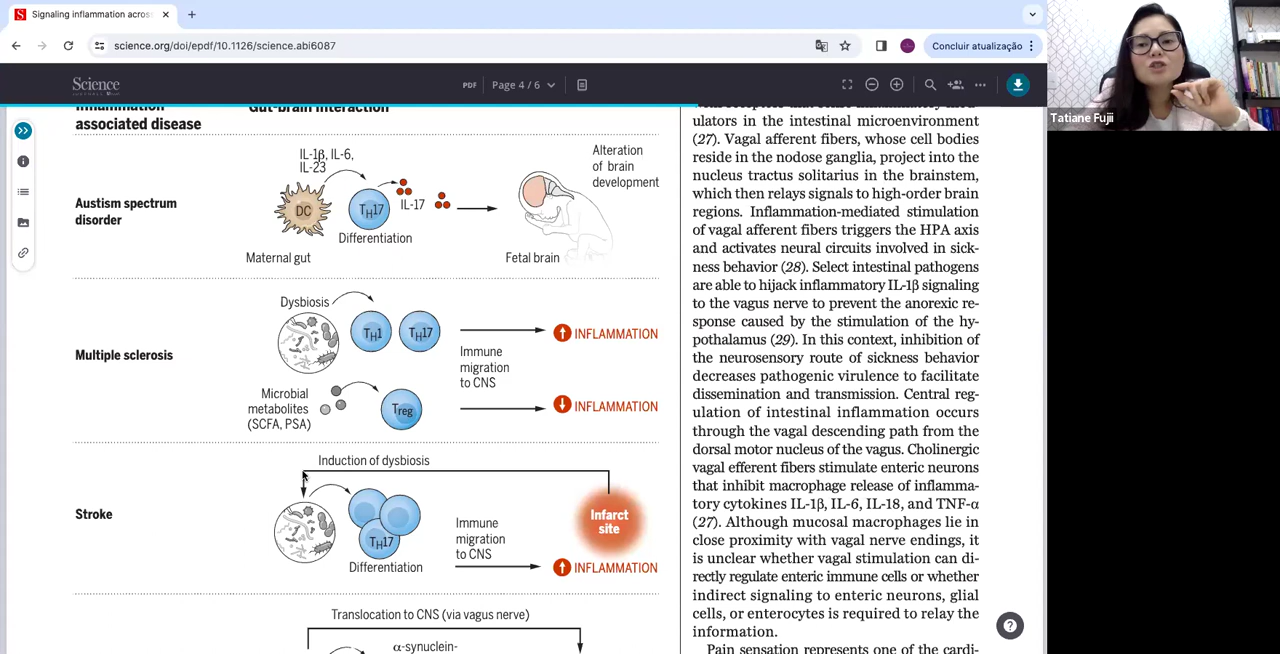 Signaling inflammation across
science.org/doi/epdf/10.1126/science.abi6087
Concluir atualização
Science
PDF
Page 4 / 6
Tatiane Fujii
Inflammation
associated disease
Gut-brain interaction
IL-1β, IL-6,
IL-23
DC
TH17
IL-17
Differentiation
Maternal gut
Alteration
of brain
development
Fetal brain
Autism spectrum
disorder
Multiple sclerosis
Dysbiosis
TH1
TH17
Immune
migration
to CNS
INFLAMMATION
Microbial
metabolites
(SCFA, PSA)
Treg
INFLAMMATION
Stroke
Induction of dysbiosis
TH17
Differentiation
Immune
migration
to CNS
Infarct
site
INFLAMMATION
Translocation to CNS (via vagus nerve)
α-synuclein-
ulators in the intestinal microenvironment
(27). Vagal afferent fibers, whose cell bodies
reside in the nodose ganglia, project into the
nucleus tractus solitarius in the brainstem,
which then relays signals to high-order brain
regions. Inflammation-mediated stimulation
of vagal afferent fibers triggers the HPA axis
and activates neural circuits involved in sick-
ness behavior (28). Select intestinal pathogens
are able to hijack inflammatory IL-1β signaling
to the vagus nerve to prevent the anorexic re-
sponse caused by the stimulation of the hy-
pothalamus (29). In this context, inhibition of
the neurosensory route of sickness behavior
decreases pathogenic virulence to facilitate
dissemination and transmission. Central reg-
ulation of intestinal inflammation occurs
through the vagal descending path from the
dorsal motor nucleus of the vagus. Cholinergic
vagal efferent fibers stimulate enteric neurons
that inhibit macrophage release of inflamma-
tory cytokines IL-1β, IL-6, IL-18, and TNF-α
(27). Although mucosal macrophages lie in
close proximity with vagal nerve endings, it
is unclear whether vagal stimulation can di-
rectly regulate enteric immune cells or whether
indirect signaling to enteric neurons, glial
cells, or enterocytes is required to relay the
information.
Pain sensation represents one of the cardi-